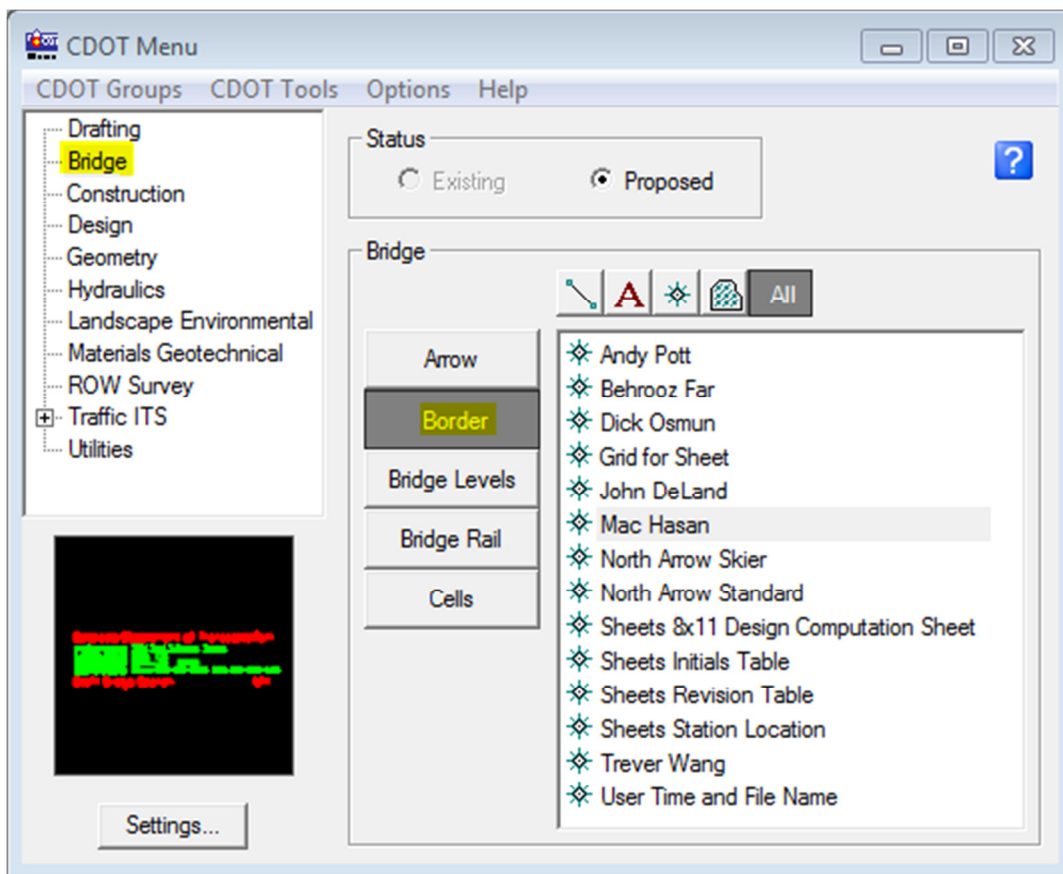 CDOT Menu
CDOT Groups CDOT Tools Options Help
Drafting
Bridge
Construction
Design
Geometry
Hydraulics
Landscape Environmental
Materials Geotechnical
ROW Survey
Traffic ITS
Utilities
Settings...
Status
Existing Proposed
?
Bridge
A All
Arrow
Border
Bridge Levels
Bridge Rail
Cells
Andy Pott
Behrooz Far
Dick Osmun
Grid for Sheet
John DeLand
Mac Hasan
North Arrow Skier
North Arrow Standard
Sheets 8x11 Design Computation Sheet
Sheets Initials Table
Sheets Revision Table
Sheets Station Location
Trever Wang
User Time and File Name